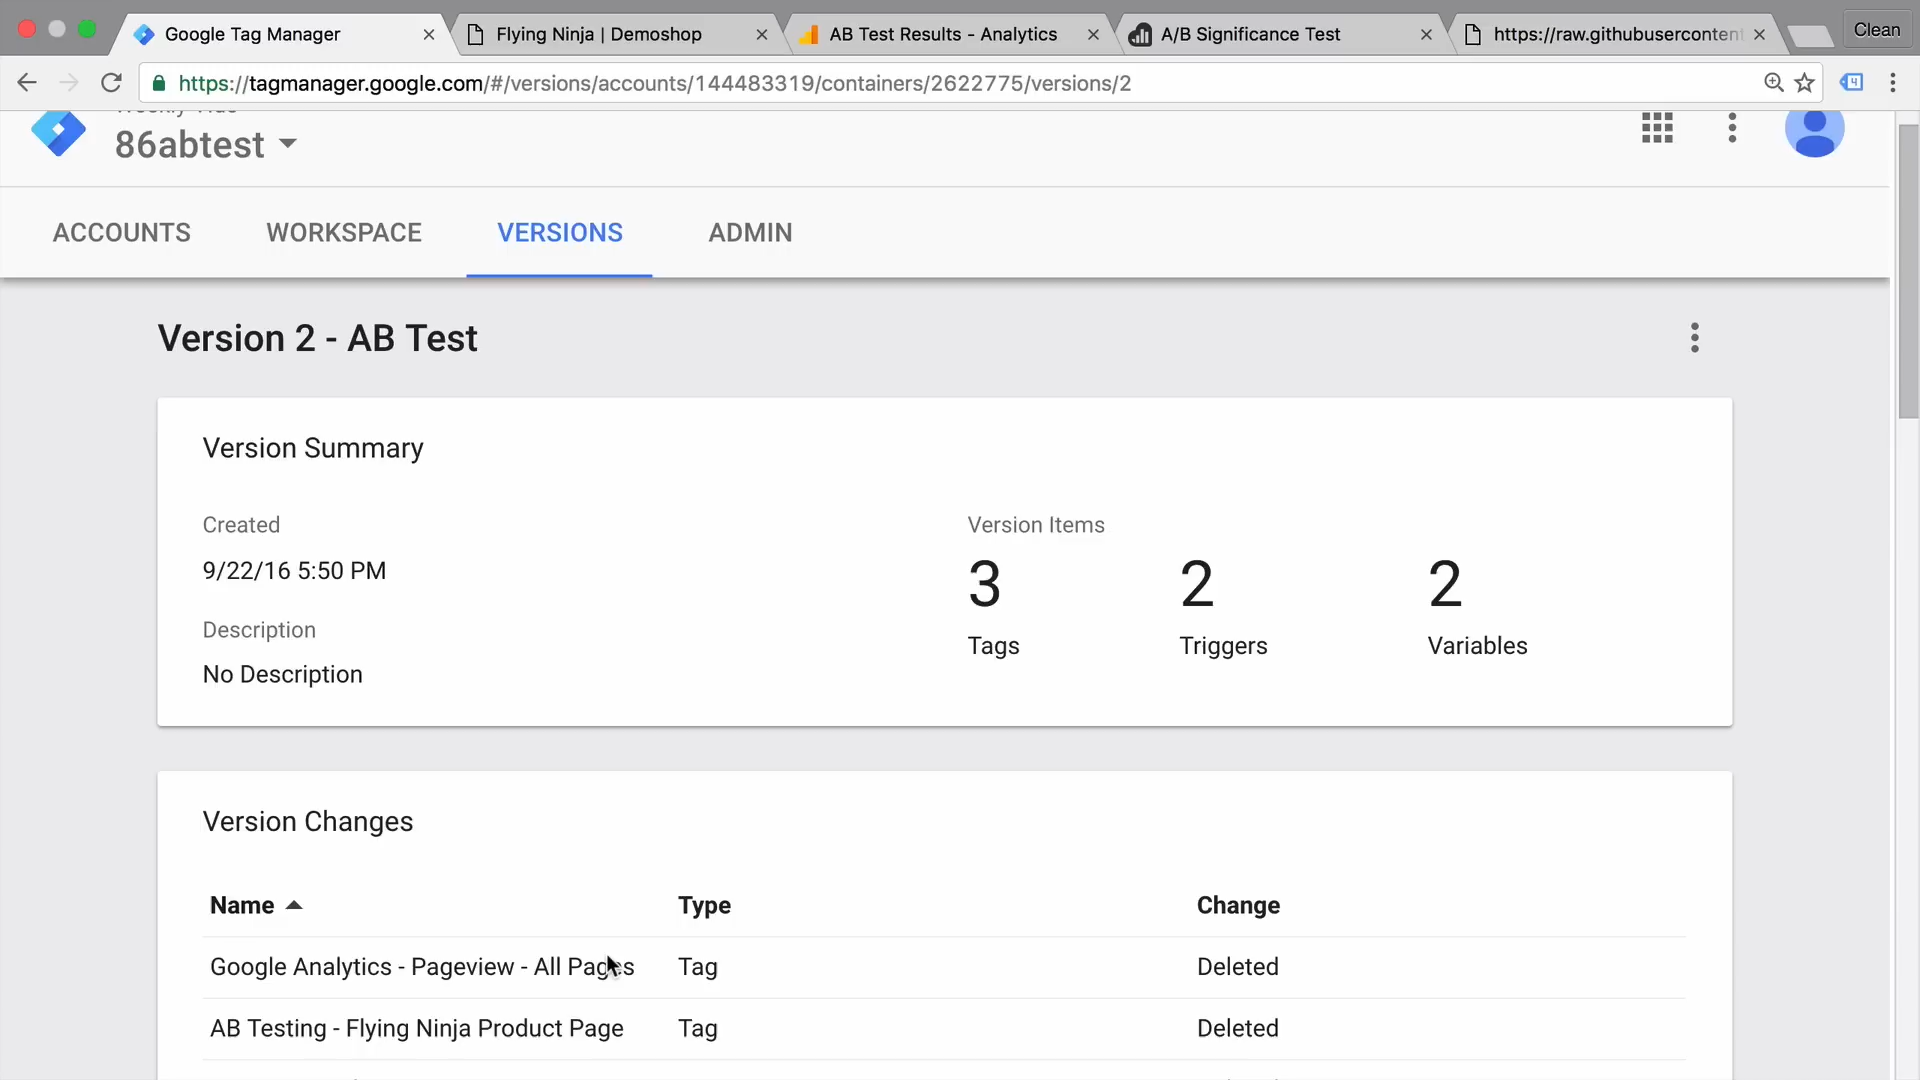 Google Tag Manager
Flying Ninja | Demoshop
AB Test Results - Analytics
A/B Significance Test
https://raw.githubusercontent
Clean
https://tagmanager.google.com/#/versions/accounts/144483319/containers/2622775/versions/2
86abtest
ACCOUNTS
WORKSPACE
VERSIONS
ADMIN
Version 2 - AB Test
Version Summary
Created
9/22/16 5:50 PM
Description
No Description
Version Items
3
2
2
Tags
Triggers
Variables
Version Changes
Name
Type
Change
Google Analytics - Pageview - All Pages
Tag
Deleted
AB Testing - Flying Ninja Product Page
Tag
Deleted